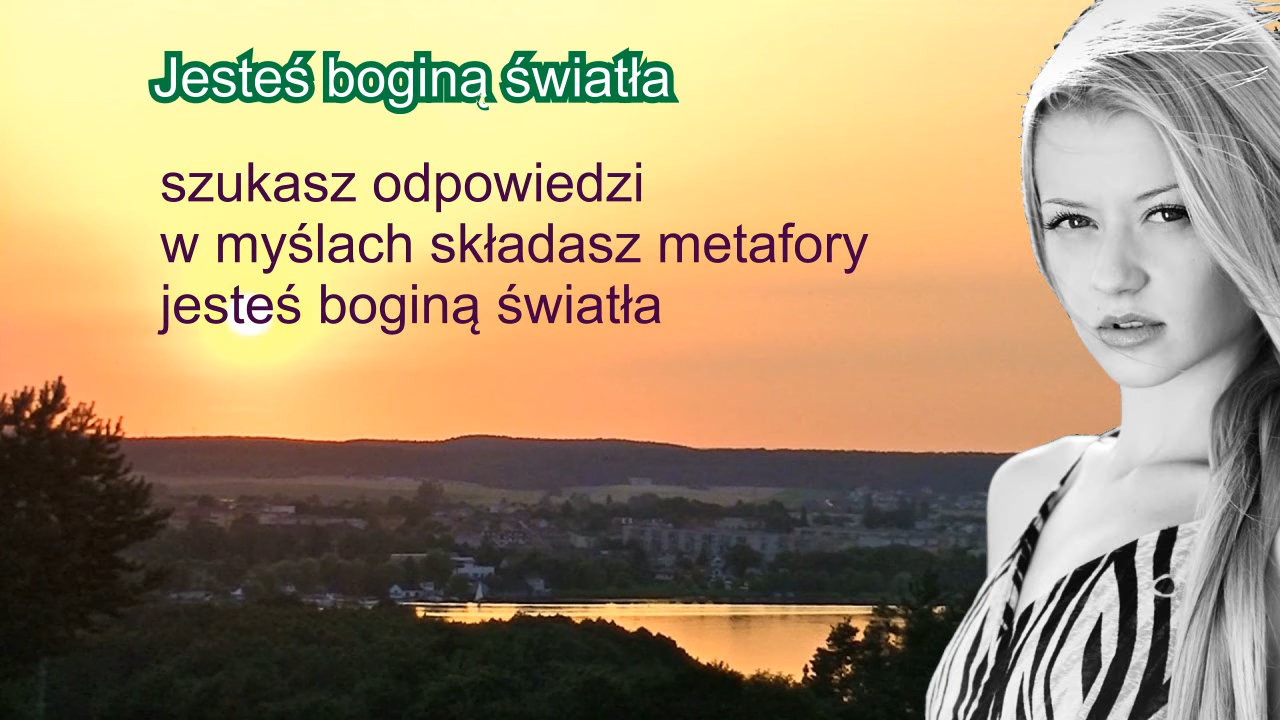 Jesteś boginą światła
szukasz odpowiedzi
w myślach składasz metafory
jesteś boginą światła